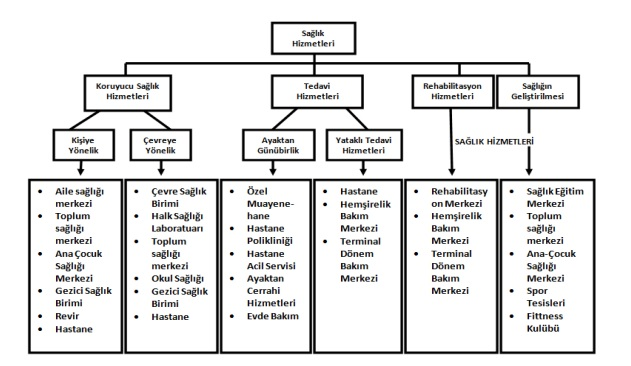 Sağlık
Hizmetleri
Koruyucu Sağlık
Hizmetleri
Tedavi
Hizmetleri
Rehabilitasyon
Hizmetleri
Sağlığın
Geliştirilmesi
Kişiye
Yönelik
Çevreye
Yönelik
Ayaktan
Günübirlik
Yataklı Tedavi
Hizmetleri
SAĞLIK HİZMETLERİ
• Aile sağlığı
merkezi
• Toplum
sağlığı
merkezi
• Ana Çocuk
Sağlığı
Merkezi
• Gezici Sağlık
Birimi
• Revir
• Hastane
• Çevre Sağlık
Birimi
• Halk Sağlığı
Laboratuarı
• Toplum
sağlığı
merkezi
• Okul Sağlığı
• Gezici Sağlık
Birimi
• Hastane
• Özel
Muayene-
hane
• Hastane
Polikliniği
• Hastane
Acil Servisi
• Ayaktan
Cerrahi
Hizmetleri
• Evde Bakım
• Hastane
• Hemşirelik
Bakım
Merkezi
• Terminal
Dönem
Bakım
Merkezi
• Rehabilitasy
on Merkezi
• Hemşirelik
Bakım
Merkezi
• Terminal
Dönem
Bakım
Merkezi
• Sağlık Eğitim
Merkezi
• Toplum
sağlığı
merkezi
• Ana-Çocuk
Sağlığı
Merkezi
• Spor
Tesisleri
• Fittness
Kulübü